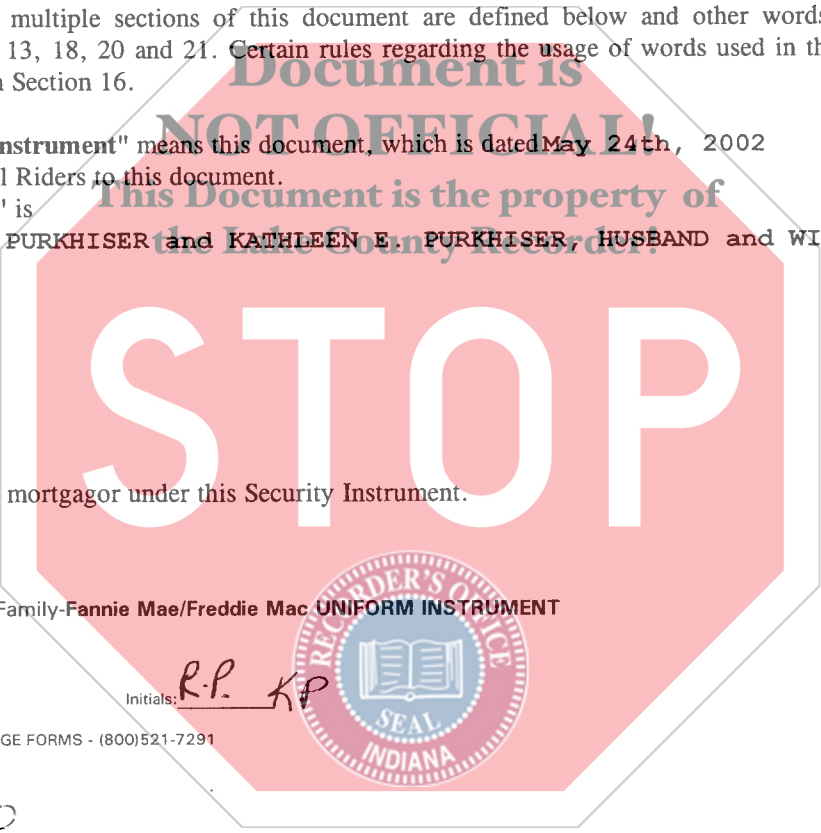 multiple sections of this document are defined below and other words
13, 18, 20 and 21. Certain rules regarding the usage of words used in th
n Section 16.
Document is
nstrument" means this document, which is dated May 24th, 2002
NOT OFFICIAL!
l Riders to this document.
This Document is the property of
" is
PURKHISER and KATHLEEN E. PURKHISER, HUSBAND and WI
the Lake County Recorder!
STOP
mortgagor under this Security Instrument.
Family-Fannie Mae/Freddie Mac UNIFORM INSTRUMENT
RECORDER'S OFFICE
Initials: R.P. KP
SEAL
INDIANA
GE FORMS - (800)521-7291